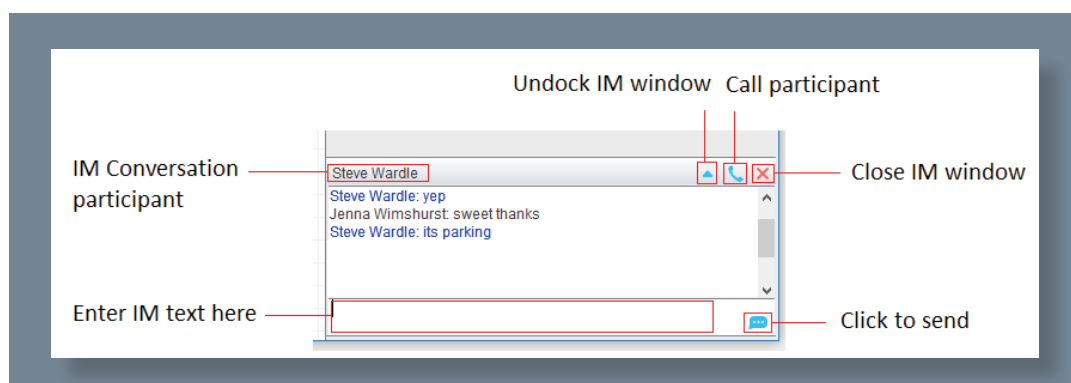 Undock IM window Call participant
IM Conversation
participant
Steve Wardle
Close IM window
Steve Wardle: yep
Jenna Wimshurst: sweet thanks
Steve Wardle: its parking
Enter IM text here
Click to send